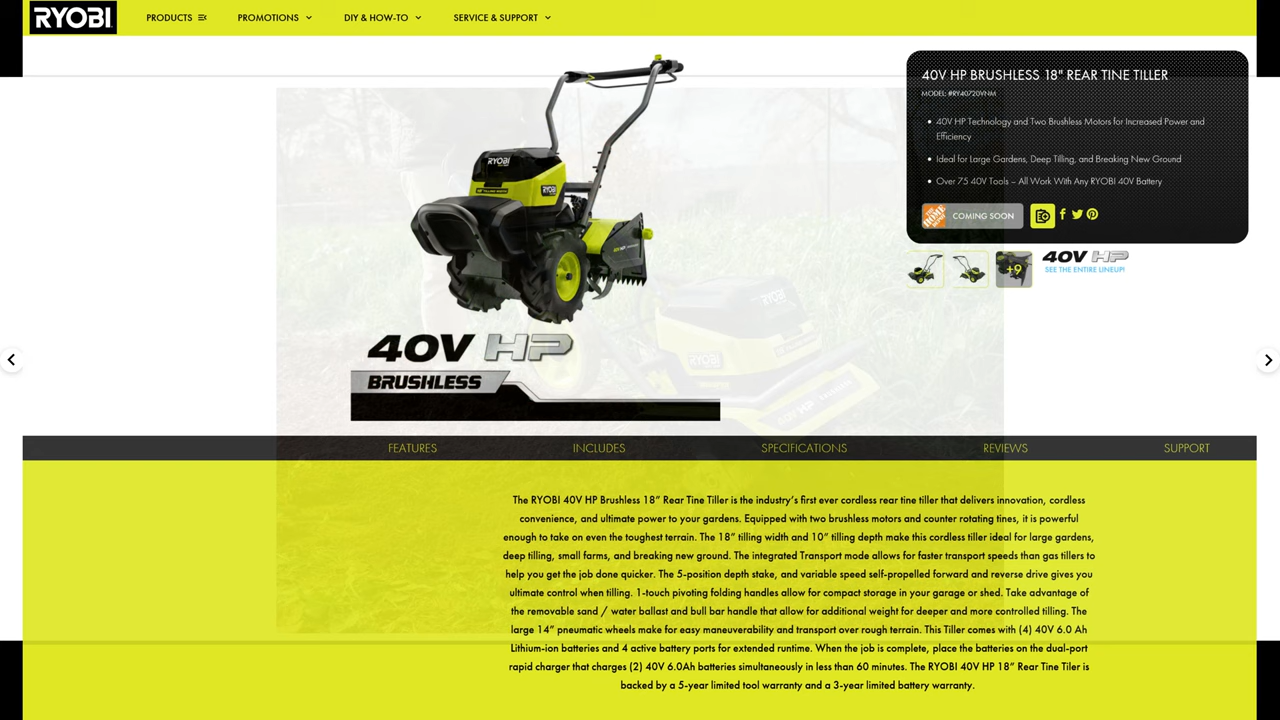 RYOBI
PRODUCTS
PROMOTIONS
DIY & HOW-TO
SERVICE & SUPPORT
40V HP BRUSHLESS 18" REAR TINE TILLER
MODEL: #RY40720VNM
• 40V HP Technology and Two Brushless Motors for Increased Power and
Efficiency
• Ideal for Large Gardens, Deep Tilling, and Breaking New Ground
• Over 75 40V Tools – All Work With Any RYOBI 40V Battery
COMING SOON
+9
40V HP
SEE THE ENTIRE LINEUP!
RYOBI
RYOBI
RYOBI
40V HP
BRUSHLESS
FEATURES
INCLUDES
SPECIFICATIONS
REVIEWS
SUPPORT
The RYOBI 40V HP Brushless 18” Rear Tine Tiller is the industry’s first ever cordless rear tine tiller that delivers innovation, cordless
convenience, and ultimate power to your gardens. Equipped with two brushless motors and counter rotating tines, it is powerful
enough to take on even the toughest terrain. The 18” tilling width and 10” tilling depth make this cordless tiller ideal for large gardens,
deep tilling, small farms, and breaking new ground. The integrated Transport mode allows for faster transport speeds than gas tillers to
help you get the job done quicker. The 5-position depth stake, and variable speed self-propelled forward and reverse drive gives you
ultimate control when tilling. 1-touch pivoting folding handles allow for compact storage in your garage or shed. Take advantage of
the removable sand / water ballast and bull bar handle that allow for additional weight for deeper and more controlled tilling. The
large 14” pneumatic wheels make for easy maneuverability and transport over rough terrain. This Tiller comes with (4) 40V 6.0 Ah
Lithium-ion batteries and 4 active battery ports for extended runtime. When the job is complete, place the batteries on the dual-port
rapid charger that charges (2) 40V 6.0Ah batteries simultaneously in less than 60 minutes. The RYOBI 40V HP 18” Rear Tine Tiler is
backed by a 5-year limited tool warranty and a 3-year limited battery warranty.